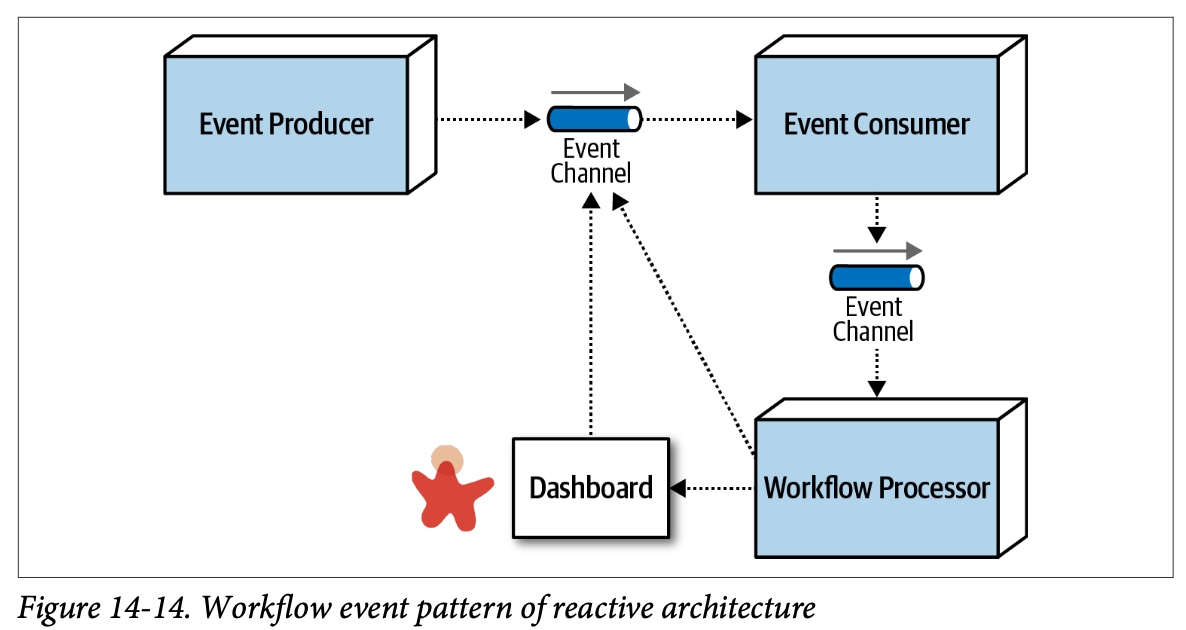 Event Producer
Event
Channel
Event Consumer
Event
Channel
Dashboard
Workflow Processor
Figure 14-14. Workflow event pattern of reactive architecture